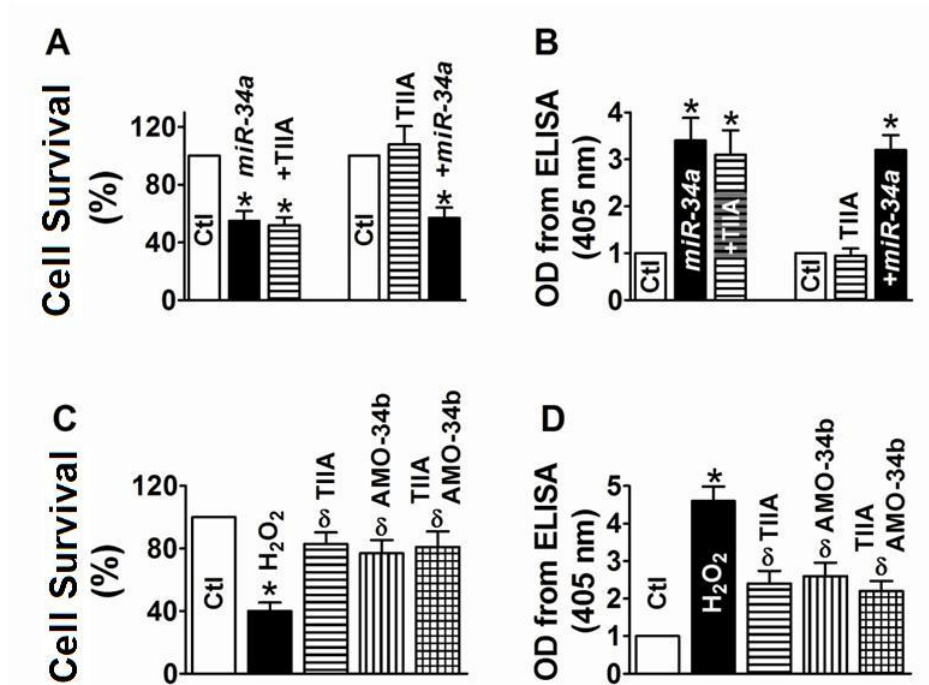 A
Cell Survival
(%)
120
80
40
0
Ctl
* miR-34a
* +TIIA
Ctl
TIIA
* +miR-34a
B
OD from ELISA
(405 nm)
4
3
2
1
0
Ctl
*
miR-34a
*
+TIIA
Ctl
TIIA
*
+miR-34a
C
Cell Survival
(%)
120
80
40
0
Ctl
* H₂O₂
δ TIIA
δ AMO-34b
TIIA
δ AMO-34b
D
OD from ELISA
(405 nm)
5
4
3
2
1
0
Ctl
*
H₂O₂
δ TIIA
δ AMO-34b
TIIA
δ AMO-34b